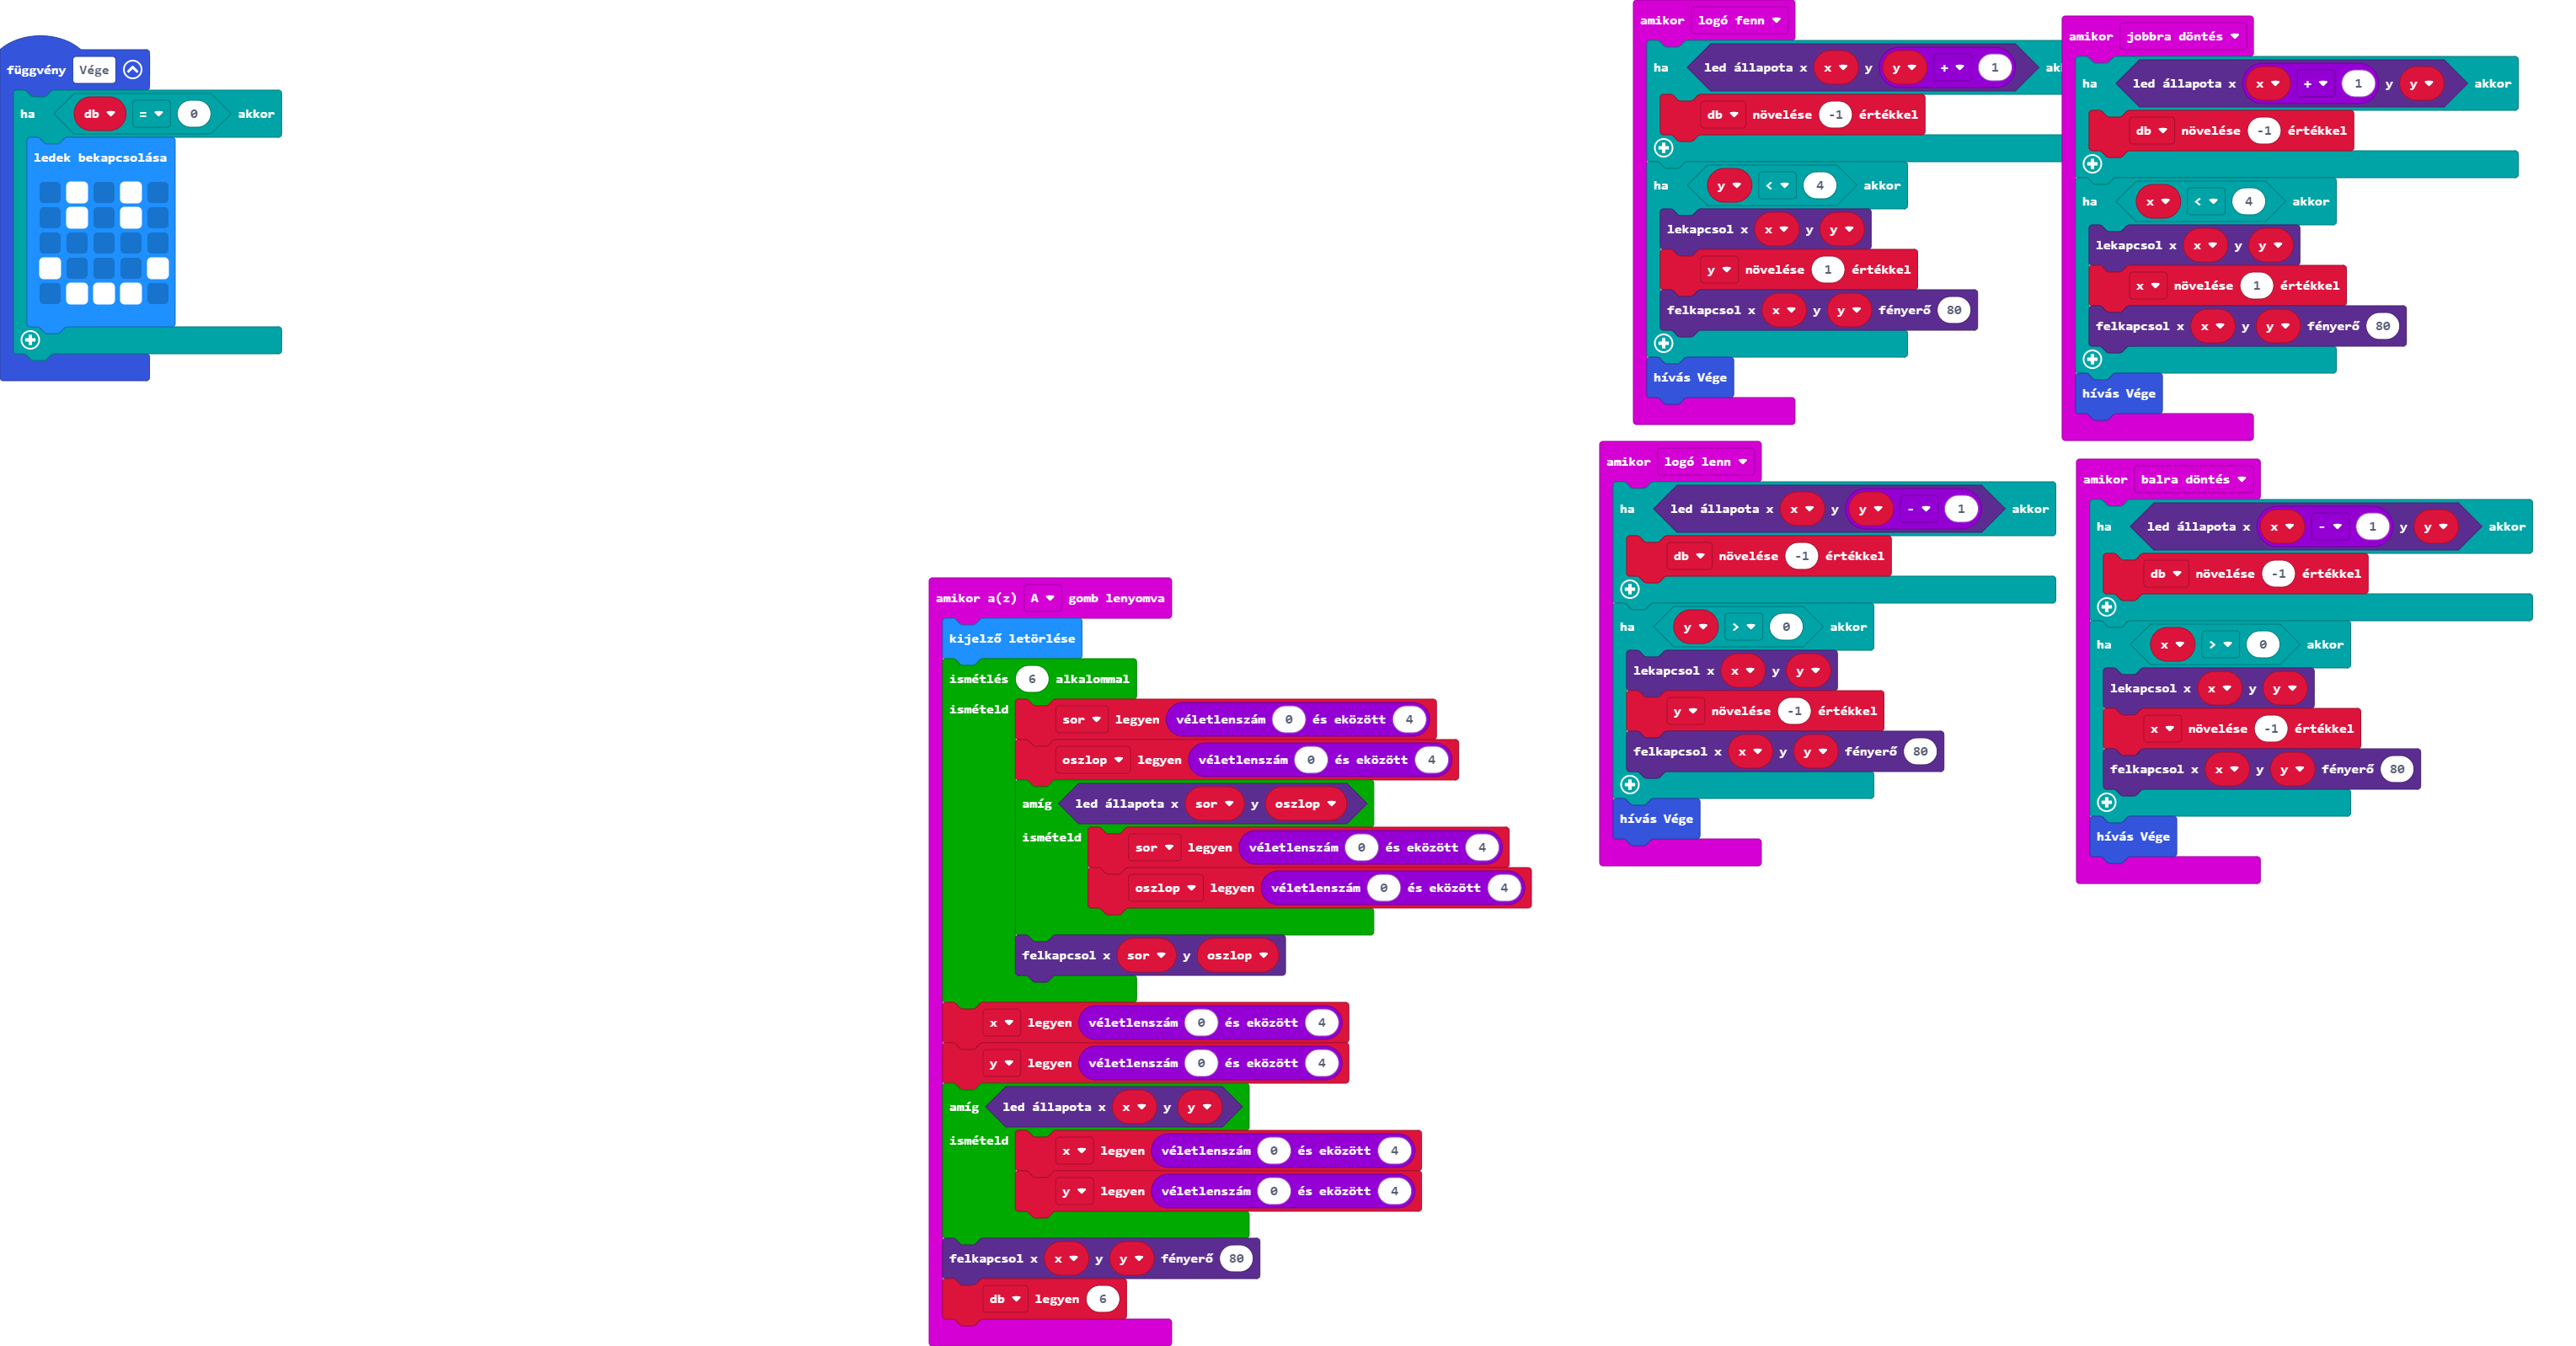 függvény Vége
ha db = 0 akkor
ledek bekapcsolása
amikor a(z) A gomb lenyomva
kijelző letörlése
ismétlés 6 alkalommal
ismételd
sor legyen véletlenszám 0 és eközött 4
oszlop legyen véletlenszám 0 és eközött 4
amíg led állapota x sor y oszlop
ismételd
sor legyen véletlenszám 0 és eközött 4
oszlop legyen véletlenszám 0 és eközött 4
felkapcsol x sor y oszlop
x legyen véletlenszám 0 és eközött 4
y legyen véletlenszám 0 és eközött 4
amíg led állapota x x y y
ismételd
x legyen véletlenszám 0 és eközött 4
y legyen véletlenszám 0 és eközött 4
felkapcsol x x y y fényerő 80
db legyen 6
amikor logó fenn
ha led állapota x x y y + 1 ak
db növelése -1 értékkel
ha y < 4 akkor
lekapcsol x x y y
y növelése 1 értékkel
felkapcsol x x y y fényerő 80
hívás Vége
amikor jobbra döntés
ha led állapota x x + 1 y y akkor
db növelése -1 értékkel
ha x < 4 akkor
lekapcsol x x y y
x növelése 1 értékkel
felkapcsol x x y y fényerő 80
hívás Vége
amikor logó lenn
ha led állapota x x y y - 1 akkor
db növelése -1 értékkel
ha y > 0 akkor
lekapcsol x x y y
y növelése -1 értékkel
felkapcsol x x y y fényerő 80
hívás Vége
amikor balra döntés
ha led állapota x x - 1 y y akkor
db növelése -1 értékkel
ha x > 0 akkor
lekapcsol x x y y
x növelése -1 értékkel
felkapcsol x x y y fényerő 80
hívás Vége